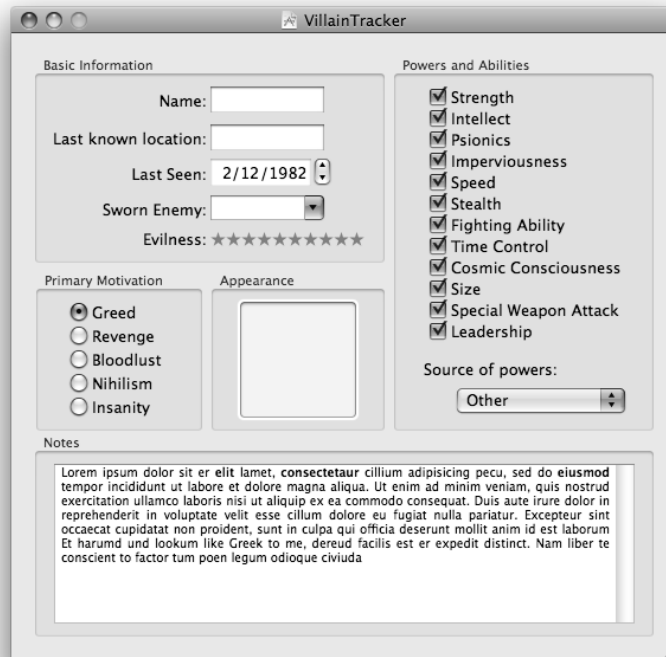 VillainTracker
Basic Information
Name:
Last known location:
Last Seen: 2/12/1982
Sworn Enemy:
Evilness: ★★★★★★★★★★
Powers and Abilities
Strength
Intellect
Psionics
Imperviousness
Speed
Stealth
Fighting Ability
Time Control
Cosmic Consciousness
Size
Special Weapon Attack
Leadership
Source of powers:
Other
Primary Motivation
Greed
Revenge
Bloodlust
Nihilism
Insanity
Appearance
Notes
Lorem ipsum dolor sit er elit lamet, consectetaur cillium adipisicing pecu, sed do eiusmod
tempor incididunt ut labore et dolore magna aliqua. Ut enim ad minim veniam, quis nostrud
exercitation ullamco laboris nisi ut aliquip ex ea commodo consequat. Duis aute irure dolor in
reprehenderit in voluptate velit esse cillum dolore eu fugiat nulla pariatur. Excepteur sint
occaecat cupidatat non proident, sunt in culpa qui officia deserunt mollit anim id est laborum
Et harumd und lookum like Greek to me, dereud facilis est er expedit distinct. Nam liber te
conscient to factor tum poen legum odioque civiuda